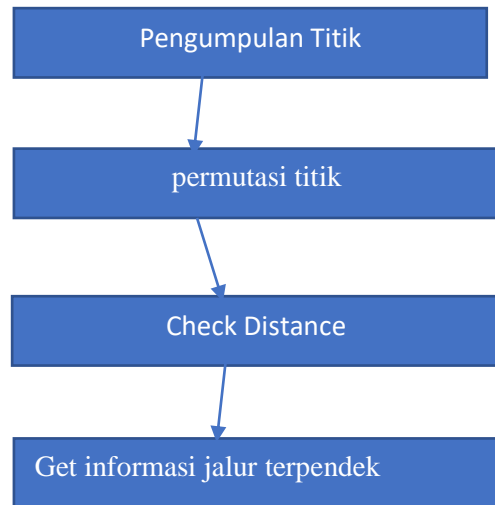 Pengumpulan Titik
permutasi titik
Check Distance
Get informasi jalur terpendek